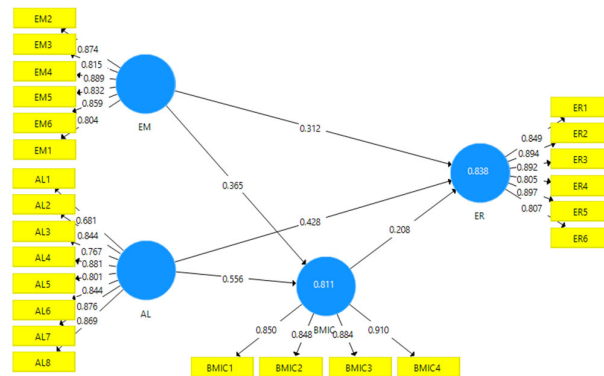 EM2
EM3
EM4
EM5
EM6
EM1
0.874
0.815
0.889
0.832
0.859
0.804
EM
AL1
AL2
AL3
AL4
AL5
AL6
AL7
AL8
0.681
0.844
0.767
0.881
0.801
0.844
0.876
0.869
AL
0.312
0.365
0.428
0.556
0.208
0.811
BMIC
0.850
0.848
0.884
0.910
BMIC1
BMIC2
BMIC3
BMIC4
0.838
ER
0.849
0.894
0.892
0.805
0.897
0.807
ER1
ER2
ER3
ER4
ER5
ER6